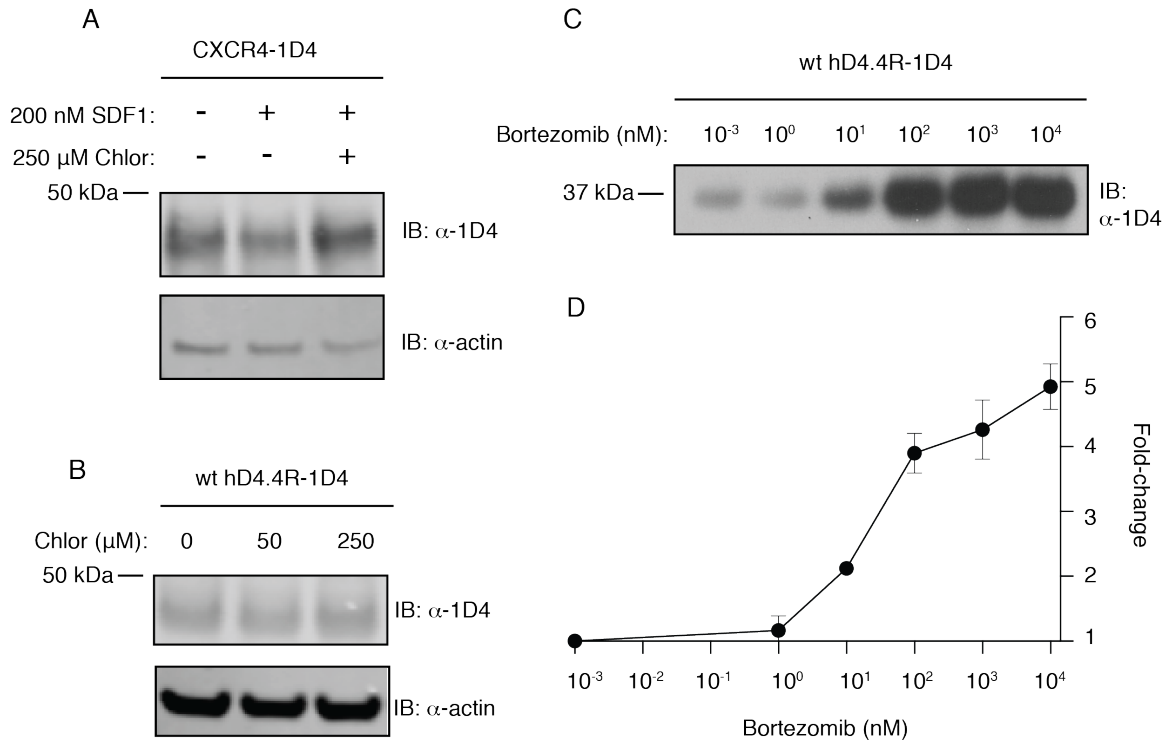 A
CXCR4-1D4
200 nM SDF1: - + +
250 µM Chlor: - - +
50 kDa
IB: α-1D4
IB: α-actin
B
wt hD4.4R-1D4
Chlor (µM): 0 50 250
50 kDa
IB: α-1D4
IB: α-actin
C
wt hD4.4R-1D4
Bortezomib (nM): 10⁻³ 10⁰ 10¹ 10² 10³ 10⁴
37 kDa
IB:
α-1D4
D
6
5
4
3
2
1
Fold-change
10⁻³ 10⁻² 10⁻¹ 10⁰ 10¹ 10² 10³ 10⁴
Bortezomib (nM)